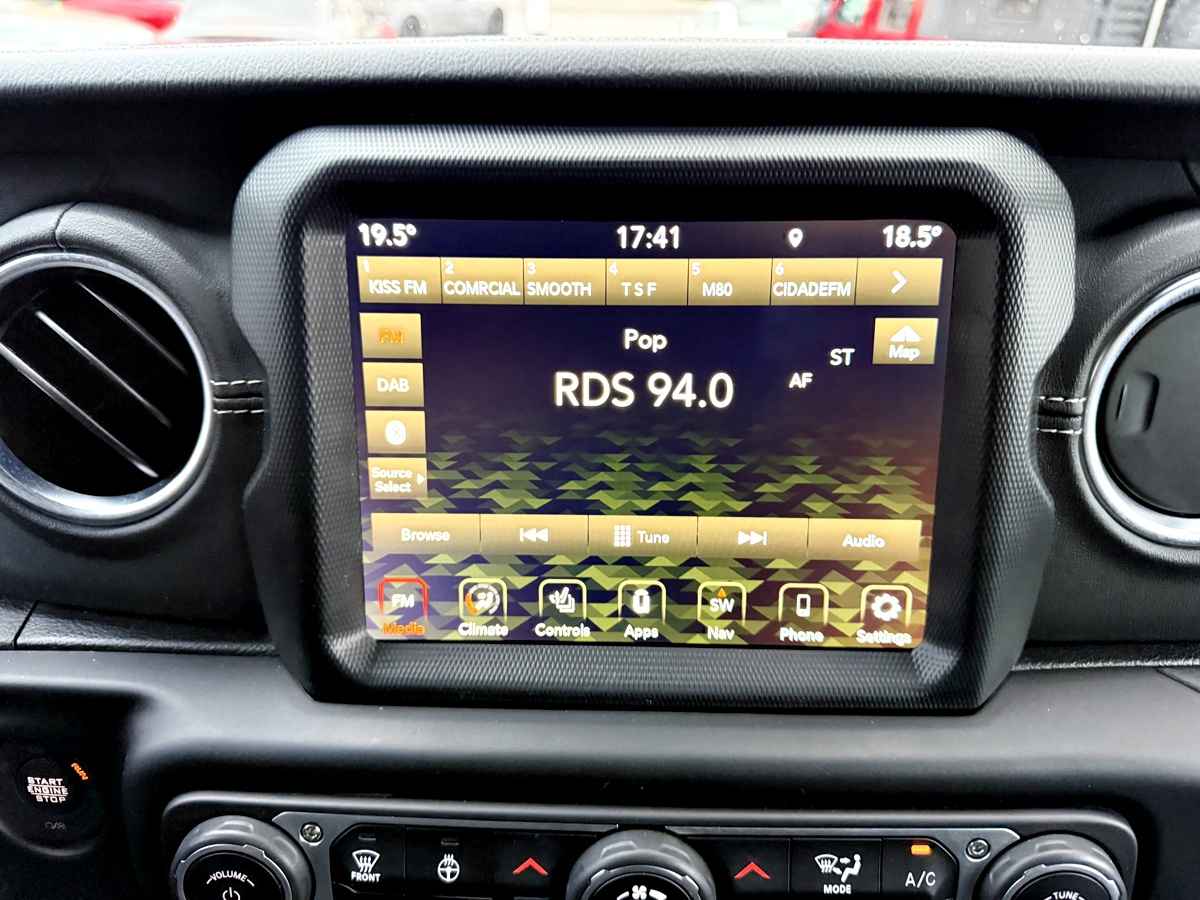 19.5° 17:41 18.5°
1 KISS FM 2 COMRCIAL 3 SMOOTH 4 T S F 5 M80 6 CIDADEFM
FM
Pop
ST
Map
DAB
RDS 94.0
AF
Source
Select
Browse Tune Audio
FM SW
Media Climate Controls Apps Nav Phone Settings
START
ENGINE
STOP
RUN
VOLUME
FRONT
MODE
A/C
TUNE